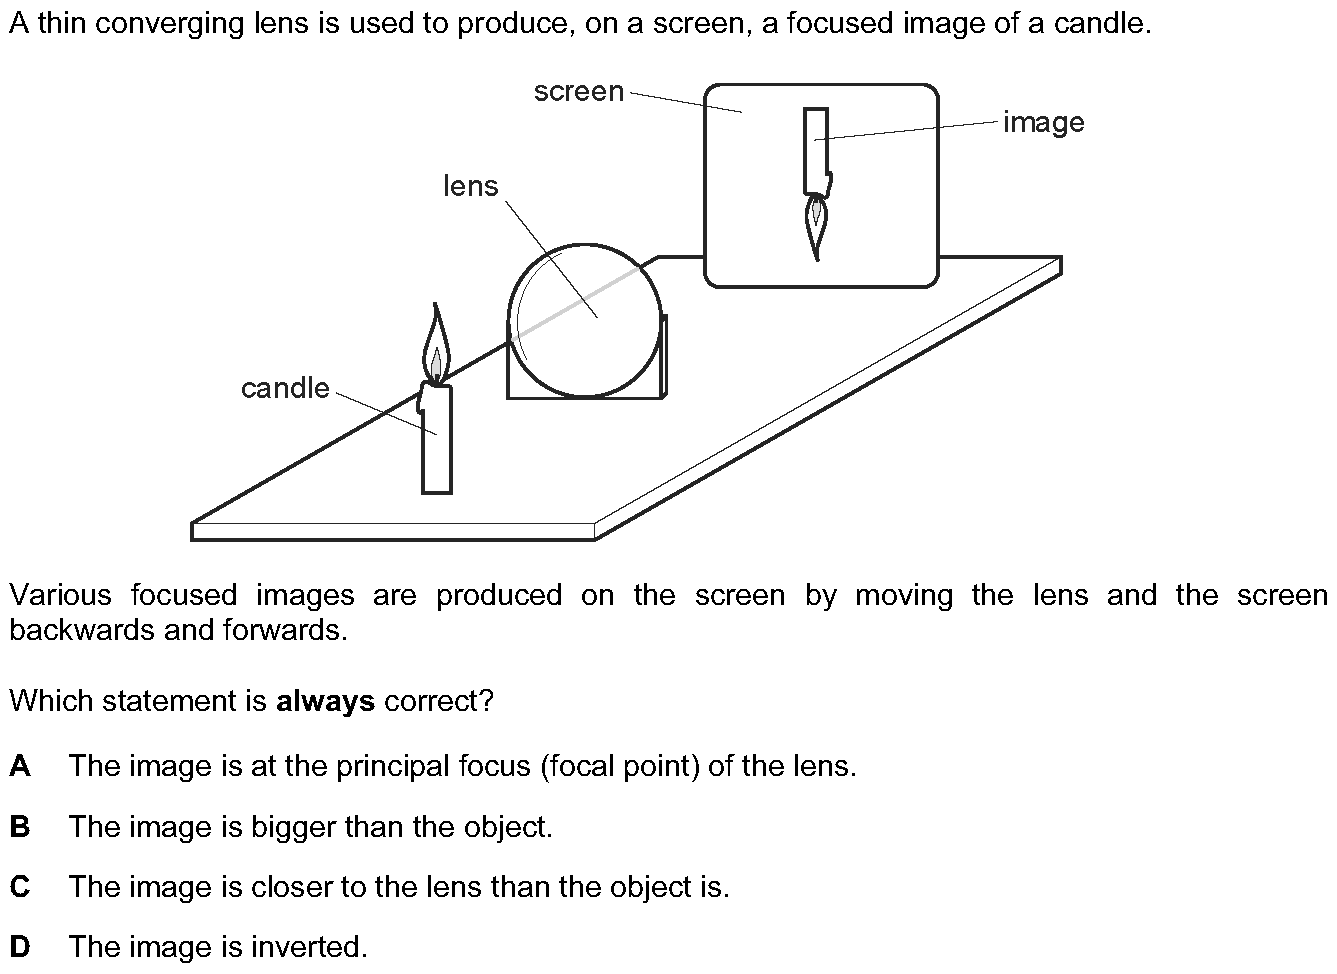 A thin converging lens is used to produce, on a screen, a focused image of a candle.
screen
image
lens
candle
Various focused images are produced on the screen by moving the lens and the screen
backwards and forwards.
Which statement is always correct?
A The image is at the principal focus (focal point) of the lens.
B The image is bigger than the object.
C The image is closer to the lens than the object is.
D The image is inverted.